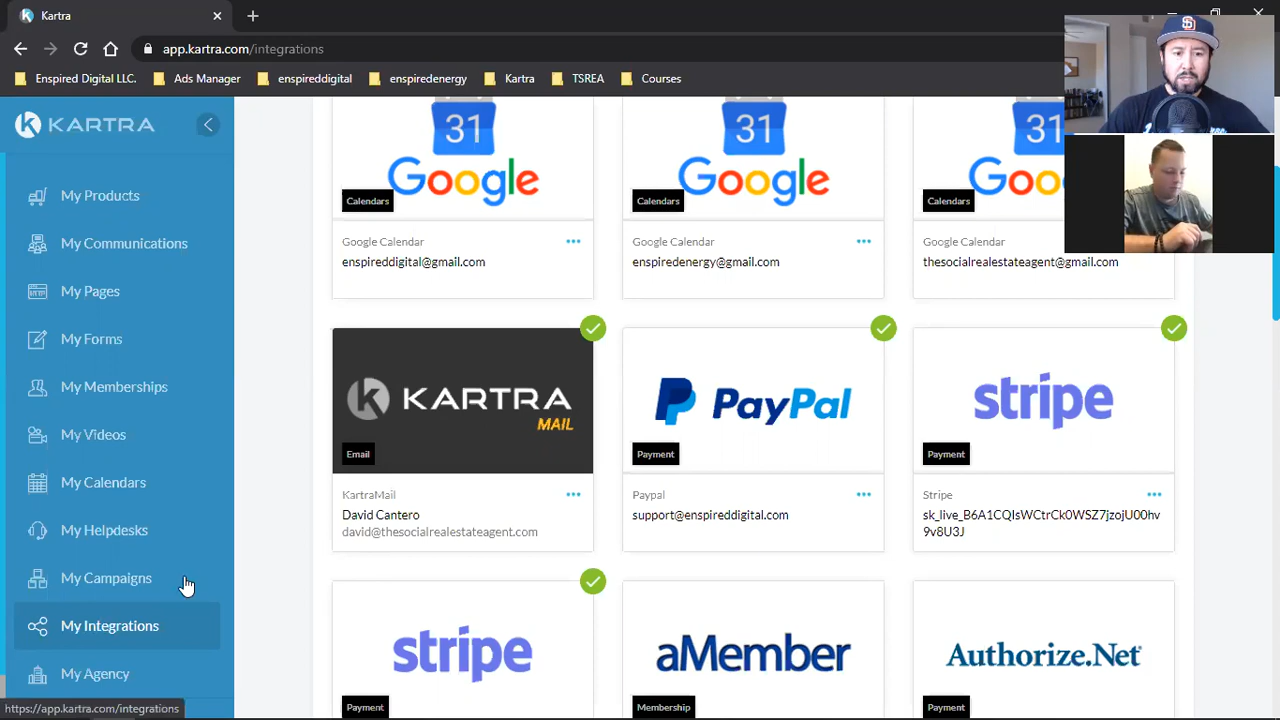 Kartra
app.kartra.com/integrations
Enspired Digital LLC.
Ads Manager
enspireddigital
enspiredenergy
Kartra
TSREA
Courses
KARTRA
My Products
My Communications
My Pages
My Forms
My Memberships
My Videos
My Calendars
My Helpdesks
My Campaigns
My Integrations
My Agency
https://app.kartra.com/integrations
31
Google
Calendars
Google Calendar
enspireddigital@gmail.com
31
Google
Calendars
Google Calendar
enspiredenergy@gmail.com
31
Goo
Calendars
Google Calendar
thesocialrealestateagent@gmail.com
KARTRA
MAIL
Email
KartraMail
David Cantero
david@thesocialrealestateagent.com
PayPal
Payment
Paypal
support@enspireddigital.com
stripe
Payment
Stripe
sk_live_B6A1CQIsWCtrCk0WSZ7jzojU00hv
9v8U3J
stripe
Payment
aMember
Membership
Authorize.Net
Payment